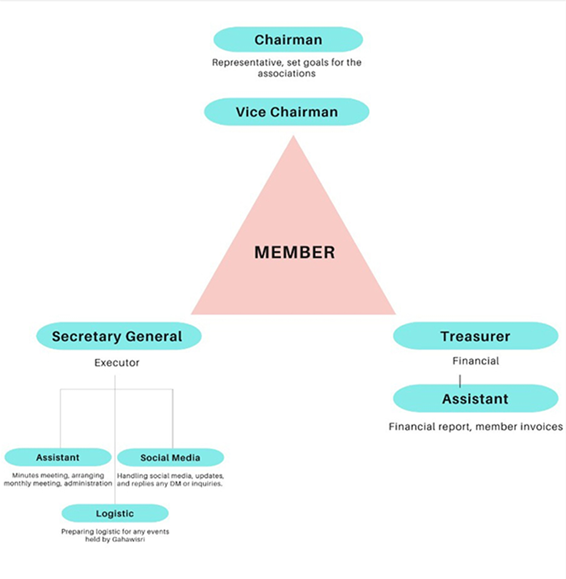 Chairman
Representative, set goals for the
associations
Vice Chairman
MEMBER
Secretary General
Executor
Treasurer
Financial
Assistant
Financial report, member invoices
Assistant
Minutes meeting, arranging
monthly meeting, administration
Social Media
Handling social media, updates,
and replies any DM or inquiries.
Logistic
Preparing logistic for any events
held by Gahawisri